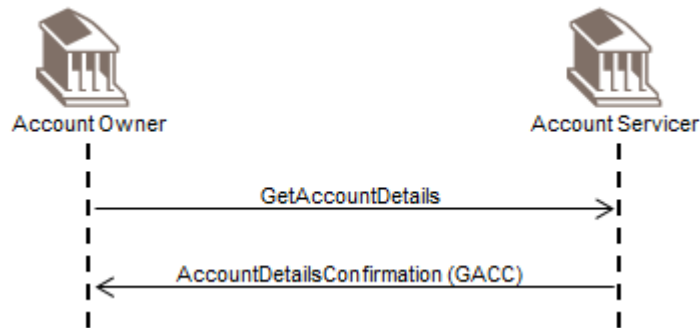 Account Owner
Account Servicer
GetAccountDetails
AccountDetailsConfirmation (GACC)